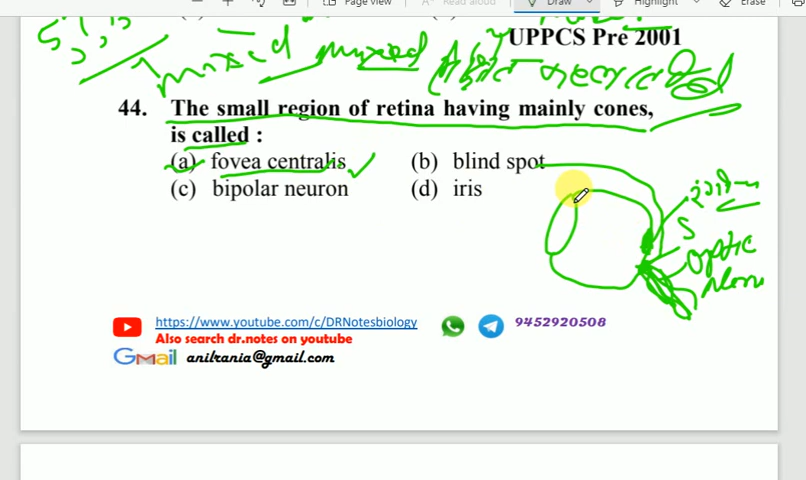 Page view
Read aloud
Draw
Highlight
Erase
mixed mixed
UPPCS Pre 2001
44. The small region of retina having mainly cones,
is called :
(a) fovea centralis (b) blind spot
(c) bipolar neuron (d) iris
optic
https://www.youtube.com/c/DRNotesbiology 9452920508
Also search dr.notes on youtube
Gmail anilrania@gmail.com